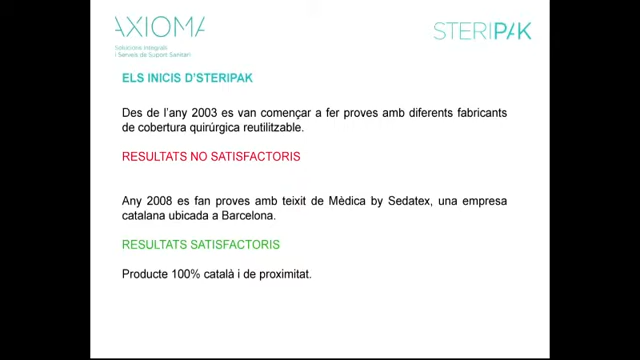 AXIOMA
Solucions Integrals
i Serveis de Suport Sanitari
STERIPAK
ELS INICIS D'STERIPAK
Des de l'any 2003 es van començar a fer proves amb diferents fabricants
de cobertura quirúrgica reutilitzable.
RESULTATS NO SATISFACTORIS
Any 2008 es fan proves amb teixit de Mèdica by Sedatex, una empresa
catalana ubicada a Barcelona.
RESULTATS SATISFACTORIS
Producte 100% català i de proximitat.